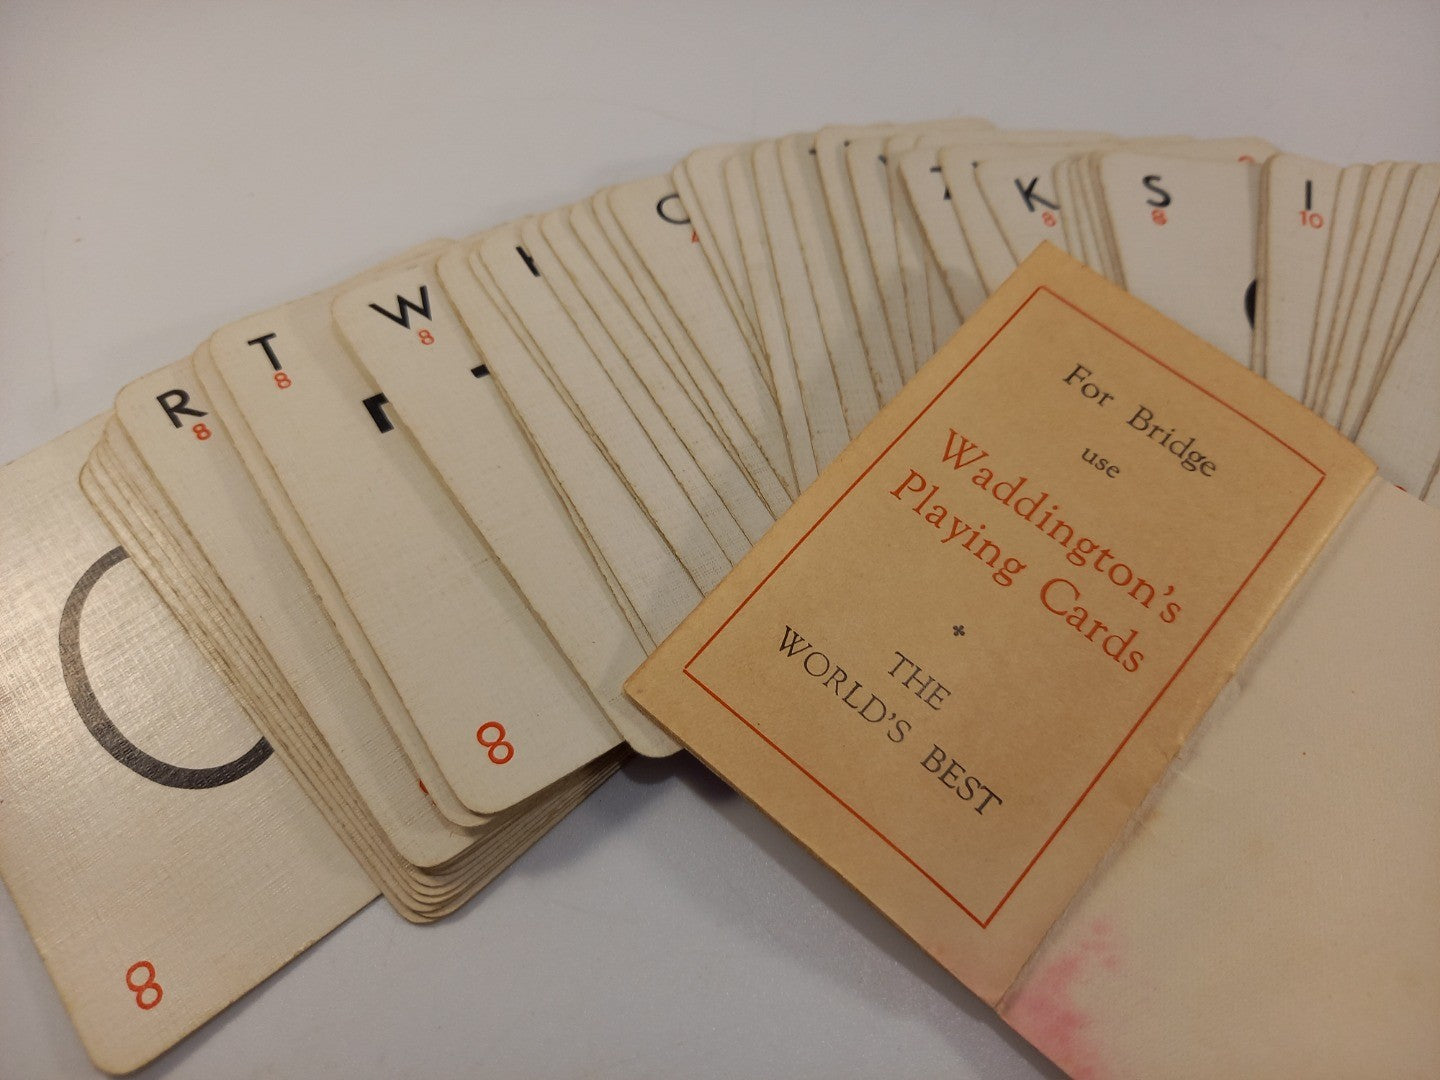 R
8
T
8
W
8
K
8
S
8
I
10
8
8
For Bridge
use
Waddington's
Playing Cards
THE
WORLD'S BEST